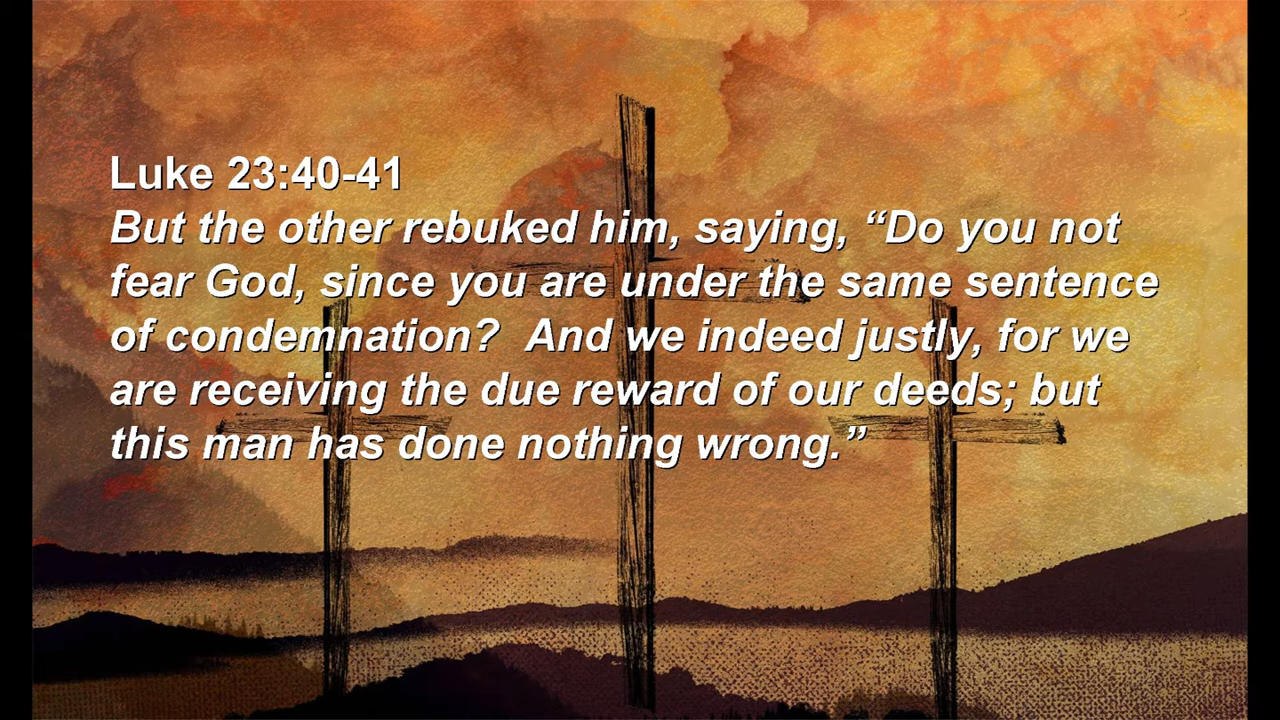 Luke 23:40-41
But the other rebuked him, saying, “Do you not
fear God, since you are under the same sentence
of condemnation?  And we indeed justly, for we
are receiving the due reward of our deeds; but
this man has done nothing wrong.”